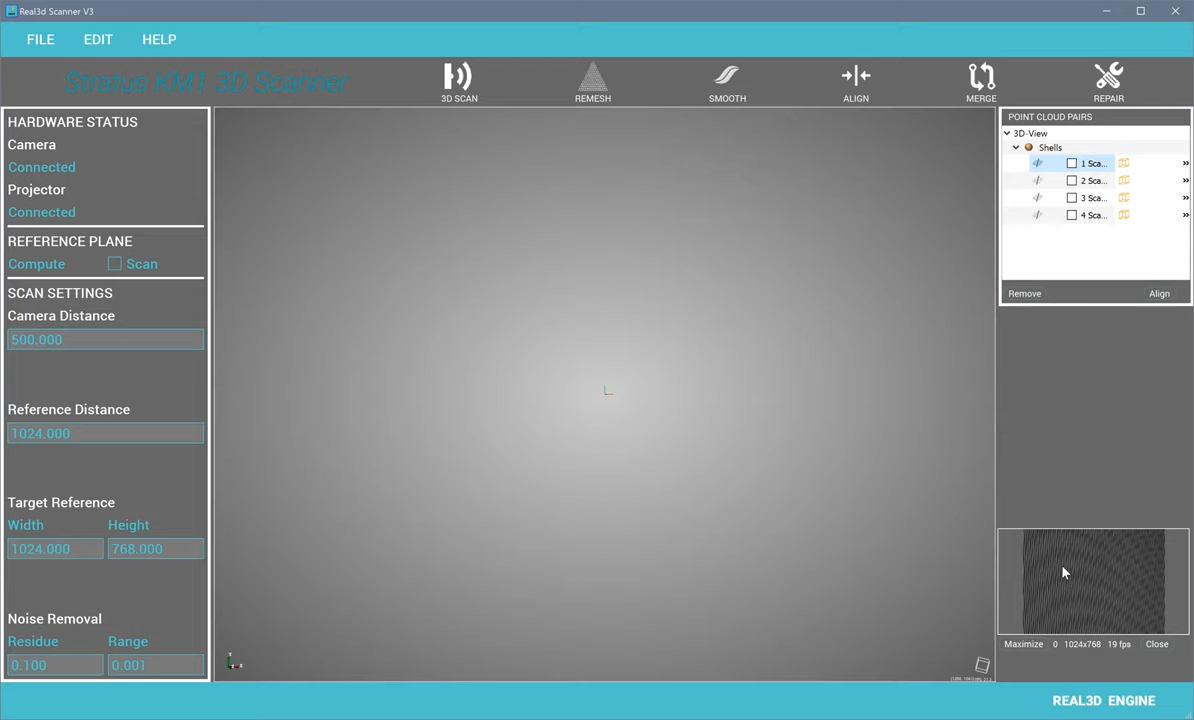 Real3d Scanner V3
FILE EDIT HELP
Stratus KM1 3D Scanner
3D SCAN REMESH SMOOTH ALIGN MERGE REPAIR
HARDWARE STATUS
Camera
Connected
Projector
Connected
REFERENCE PLANE
Compute Scan
SCAN SETTINGS
Camera Distance
500.000
Reference Distance
1024.000
Target Reference
Width Height
1024.000 768.000
Noise Removal
Residue Range
0.100 0.001
POINT CLOUD PAIRS
3D-View
Shells
1 Sca...
2 Sca...
3 Sca...
4 Sca...
Remove Align
Maximize 0 1024x768 19 fps Close
REAL3D ENGINE